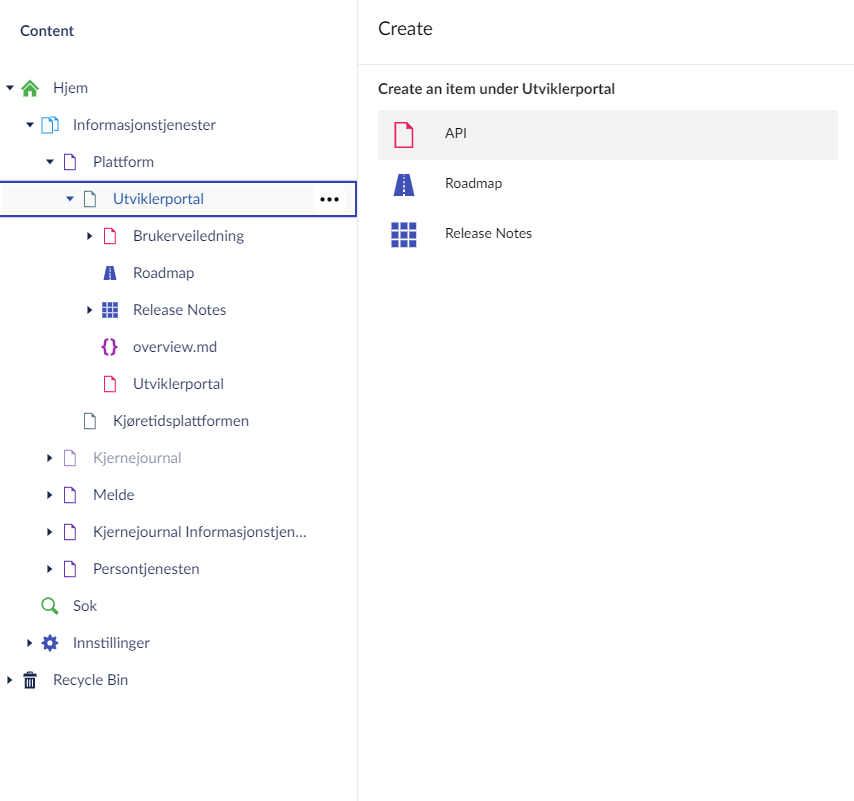 Content
Hjem
Informasjonstjenester
Plattform
Utviklerportal
Brukerveiledning
Roadmap
Release Notes
overview.md
Utviklerportal
Kjøretidsplattformen
Kjernejournal
Melde
Kjernejournal Informasjonstjen...
Persontjenesten
Sok
Innstillinger
Recycle Bin
Create
Create an item under Utviklerportal
API
Roadmap
Release Notes